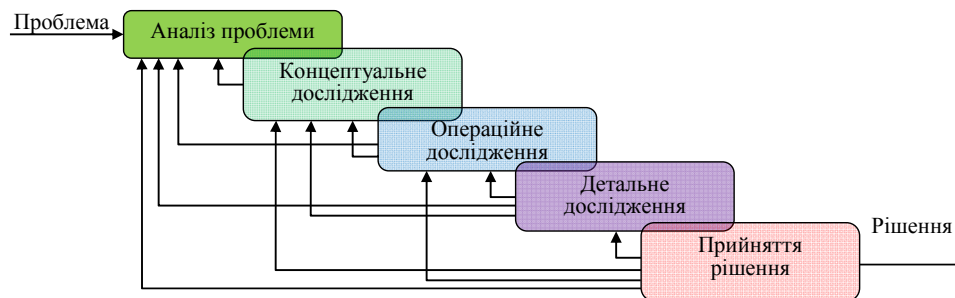 Проблема
Аналіз проблеми
Концептуальне
дослідження
Операційне
дослідження
Детальне
дослідження
Рішення
Прийняття
рішення